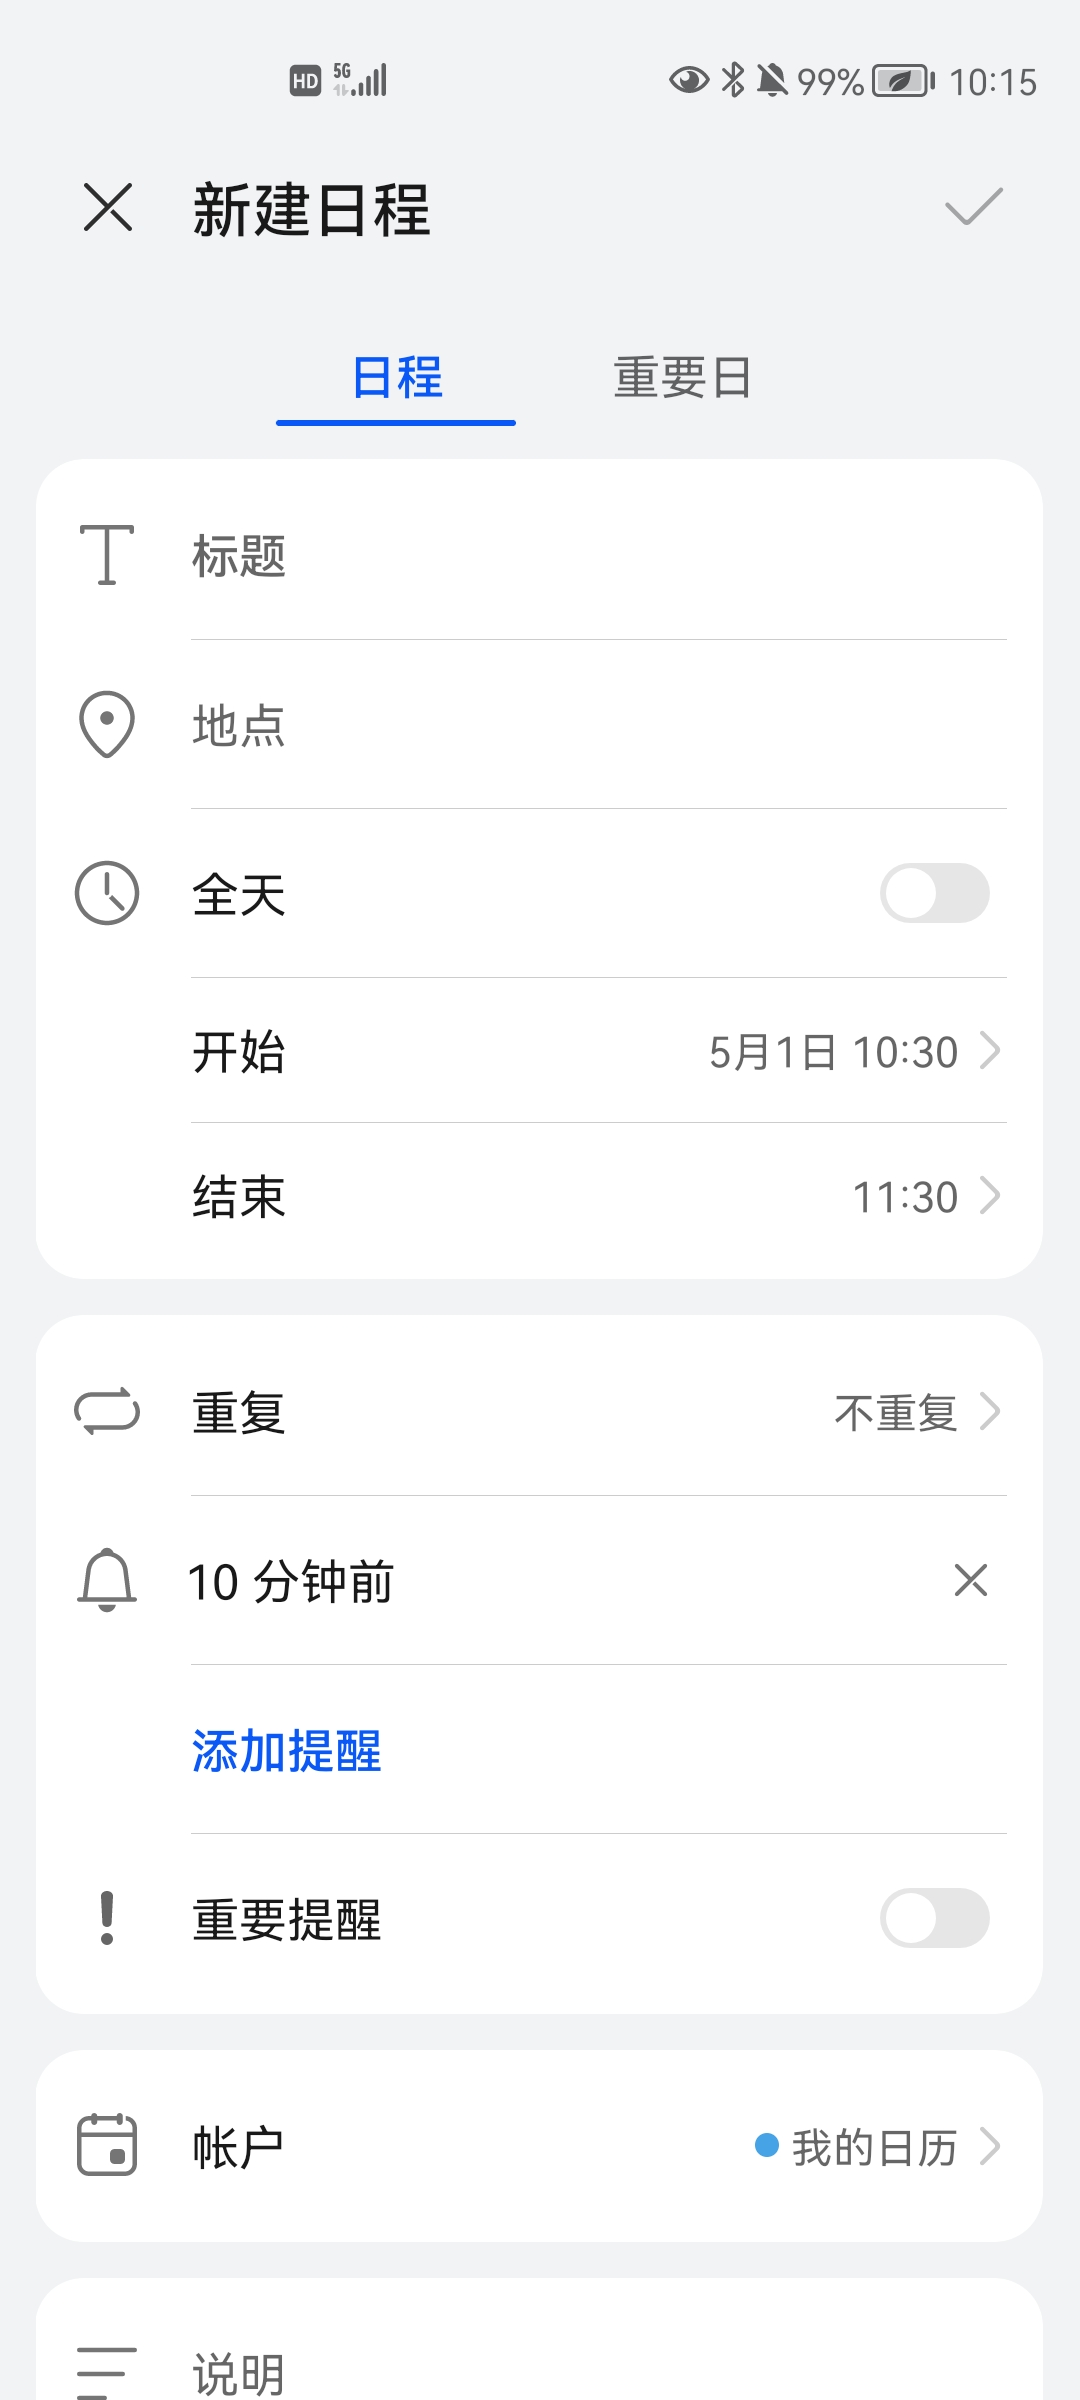 HD 5G 99% 10:15
新建日程
日程 重要日
标题
地点
全天
开始 5月1日 10:30
结束 11:30
重复 不重复
10 分钟前
添加提醒
重要提醒
帐户 我的日历
说明